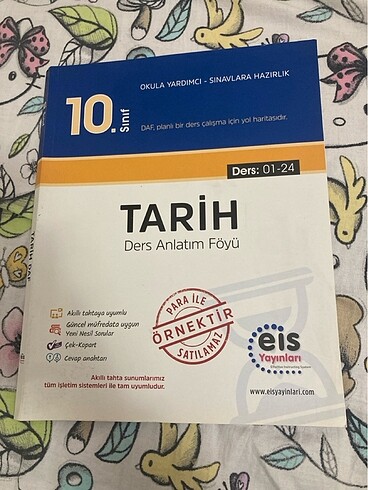 OKULA YARDIMCI - SINAVLARA HAZIRLIK
10.
Sınıf
DAF, planlı bir ders çalışma için yol haritasıdır.
Ders: 01-24
TARİH
Ders Anlatım Föyü
Akıllı tahtaya uyumlu
Güncel müfredata uygun
Yeni Nesil Sorular
Çek-Kopart
Cevap anahtarı
PARA İLE
ÖRNEKTİR
SATILAMAZ
eis
Yayınları
Akıllı tahta sunumlarımız
tüm işletim sistemleri ile tam uyumludur.
www.eisyayinlari.com